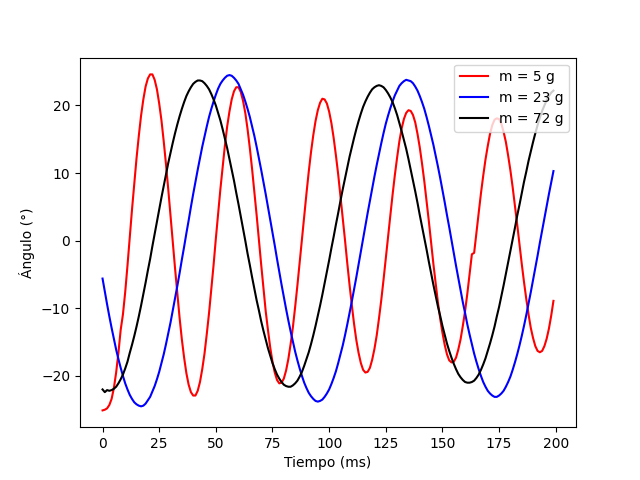 m = 5 g
m = 23 g
m = 72 g
20
10
0
−10
−20
Ángulo (°)
0 25 50 75 100 125 150 175 200
Tiempo (ms)